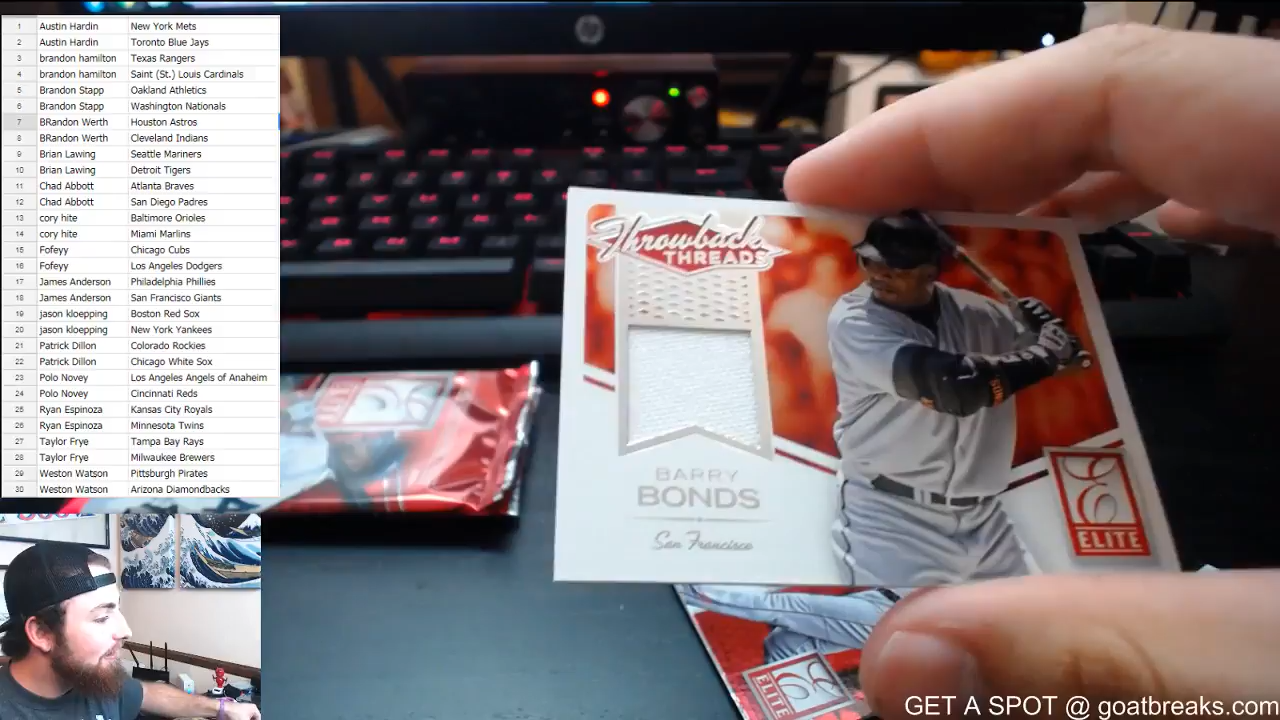 1 Austin Hardin New York Mets
2 Austin Hardin Toronto Blue Jays
3 brandon hamilton Texas Rangers
4 brandon hamilton Saint (St.) Louis Cardinals
5 Brandon Stapp Oakland Athletics
6 Brandon Stapp Washington Nationals
7 BRandon Werth Houston Astros
8 BRandon Werth Cleveland Indians
9 Brian Lawing Seattle Mariners
10 Brian Lawing Detroit Tigers
11 Chad Abbott Atlanta Braves
12 Chad Abbott San Diego Padres
13 cory hite Baltimore Orioles
14 cory hite Miami Marlins
15 Fofeyy Chicago Cubs
16 Fofeyy Los Angeles Dodgers
17 James Anderson Philadelphia Phillies
18 James Anderson San Francisco Giants
19 jason kloepping Boston Red Sox
20 jason kloepping New York Yankees
21 Patrick Dillon Colorado Rockies
22 Patrick Dillon Chicago White Sox
23 Polo Novey Los Angeles Angels of Anaheim
24 Polo Novey Cincinnati Reds
25 Ryan Espinoza Kansas City Royals
26 Ryan Espinoza Minnesota Twins
27 Taylor Frye Tampa Bay Rays
28 Taylor Frye Milwaukee Brewers
29 Weston Watson Pittsburgh Pirates
30 Weston Watson Arizona Diamondbacks
hp
Throwback
THREADS
BARRY
BONDS
San Francisco
E
ELITE
E
ELITE
GET A SPOT @ goatbreaks.com